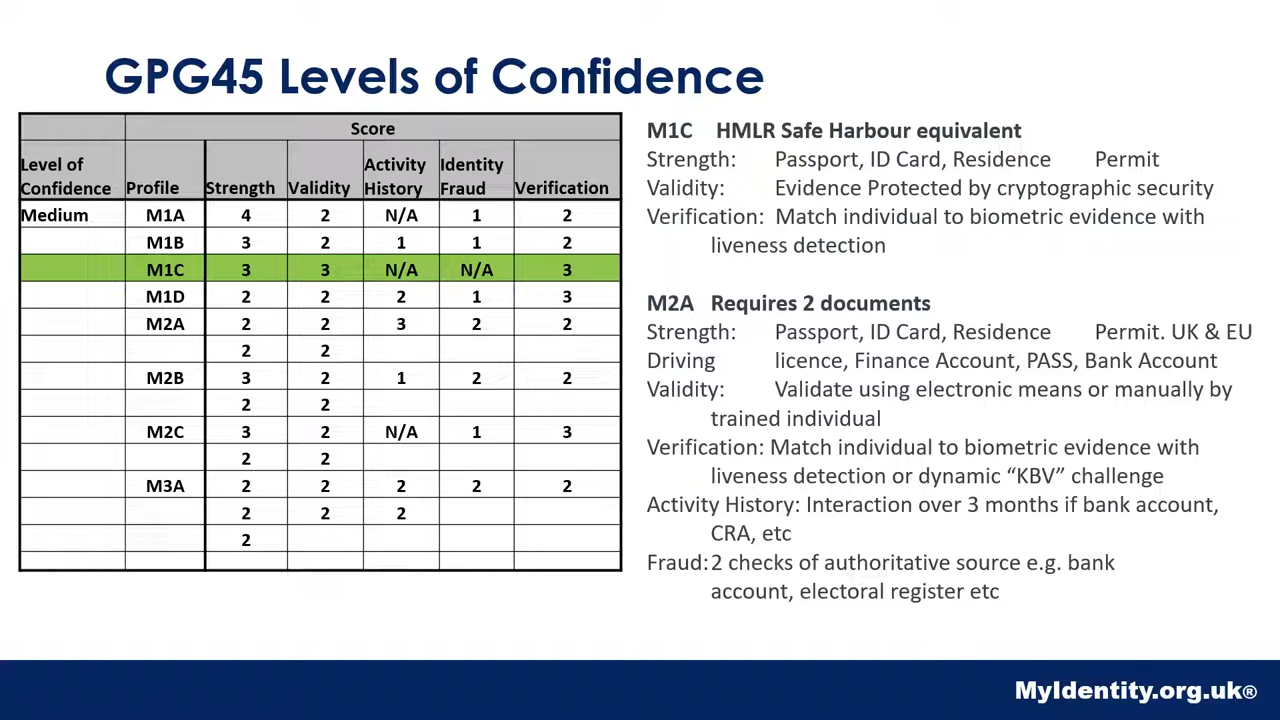 GPG45 Levels of Confidence
Score
Level of Confidence Profile Strength Validity Activity History Identity Fraud Verification
Medium M1A 4 2 N/A 1 2
M1B 3 2 1 1 2
M1C 3 3 N/A N/A 3
M1D 2 2 2 1 3
M2A 2 2 3 2 2
2 2
M2B 3 2 1 2 2
2 2
M2C 3 2 N/A 1 3
2 2
M3A 2 2 2 2 2
2 2 2
2
M1C HMLR Safe Harbour equivalent
Strength: Passport, ID Card, Residence Permit
Validity: Evidence Protected by cryptographic security
Verification: Match individual to biometric evidence with
liveness detection
M2A Requires 2 documents
Strength: Passport, ID Card, Residence Permit. UK & EU
Driving licence, Finance Account, PASS, Bank Account
Validity: Validate using electronic means or manually by
trained individual
Verification: Match individual to biometric evidence with
liveness detection or dynamic “KBV” challenge
Activity History: Interaction over 3 months if bank account,
CRA, etc
Fraud: 2 checks of authoritative source e.g. bank
account, electoral register etc
MyIdentity.org.uk®